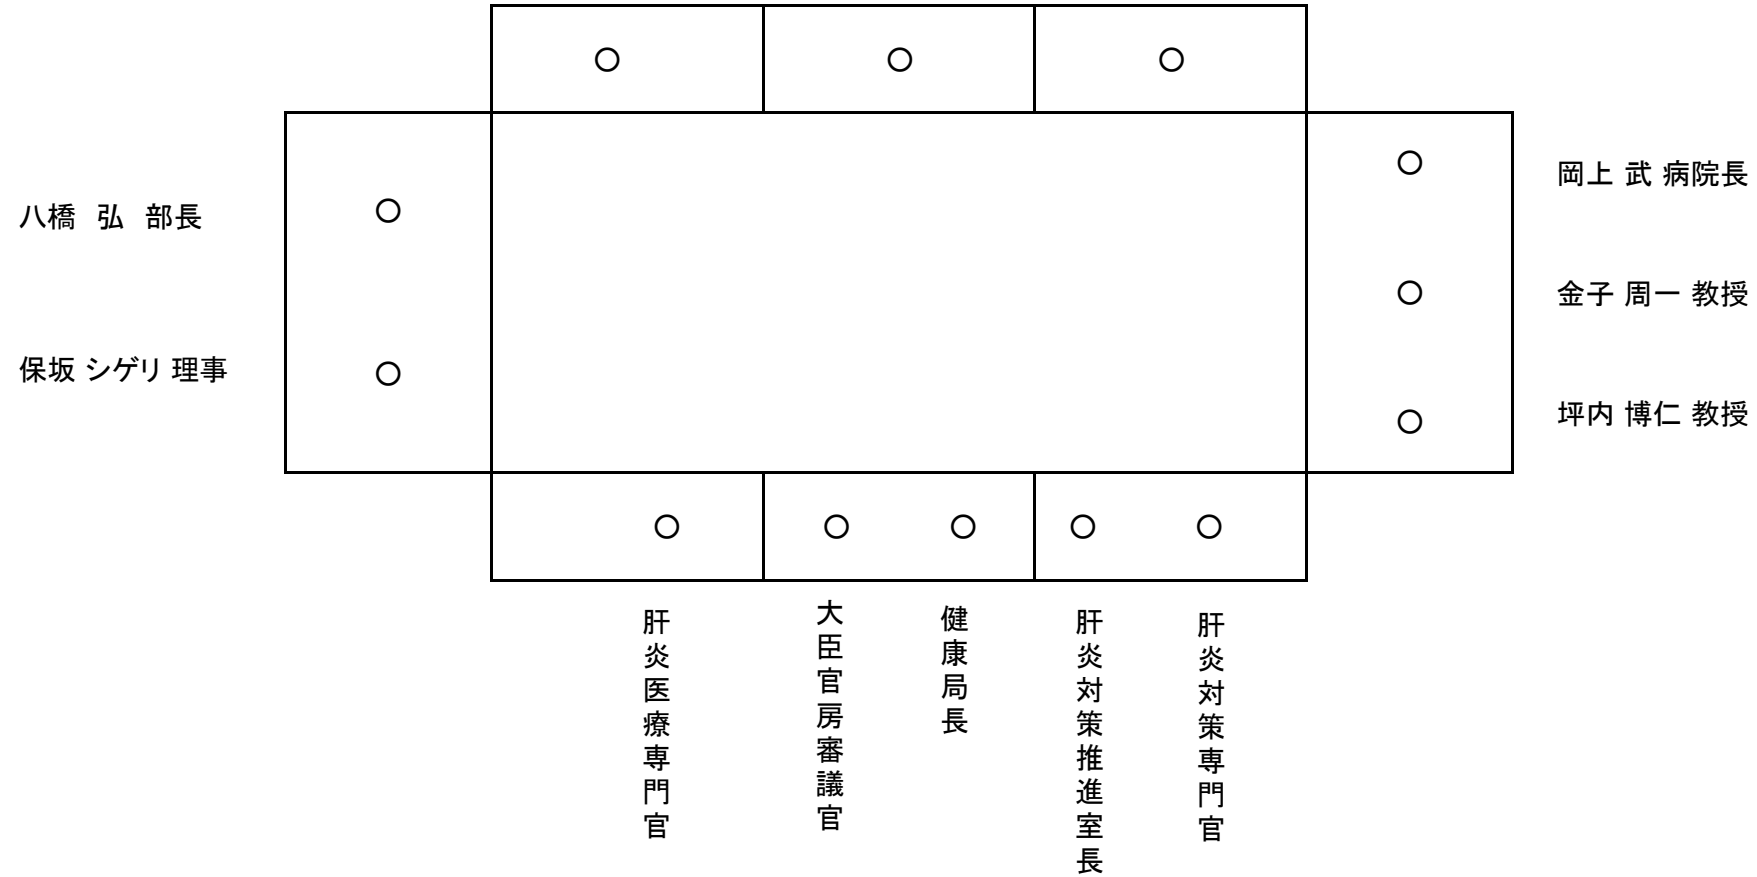 八橋 弘 部長
保坂 シゲリ 理事
岡上 武 病院長
金子 周一 教授
坪内 博仁 教授
肝炎医療専門官
大臣官房審議官
健康局長
肝炎対策推進室長
肝炎対策専門官